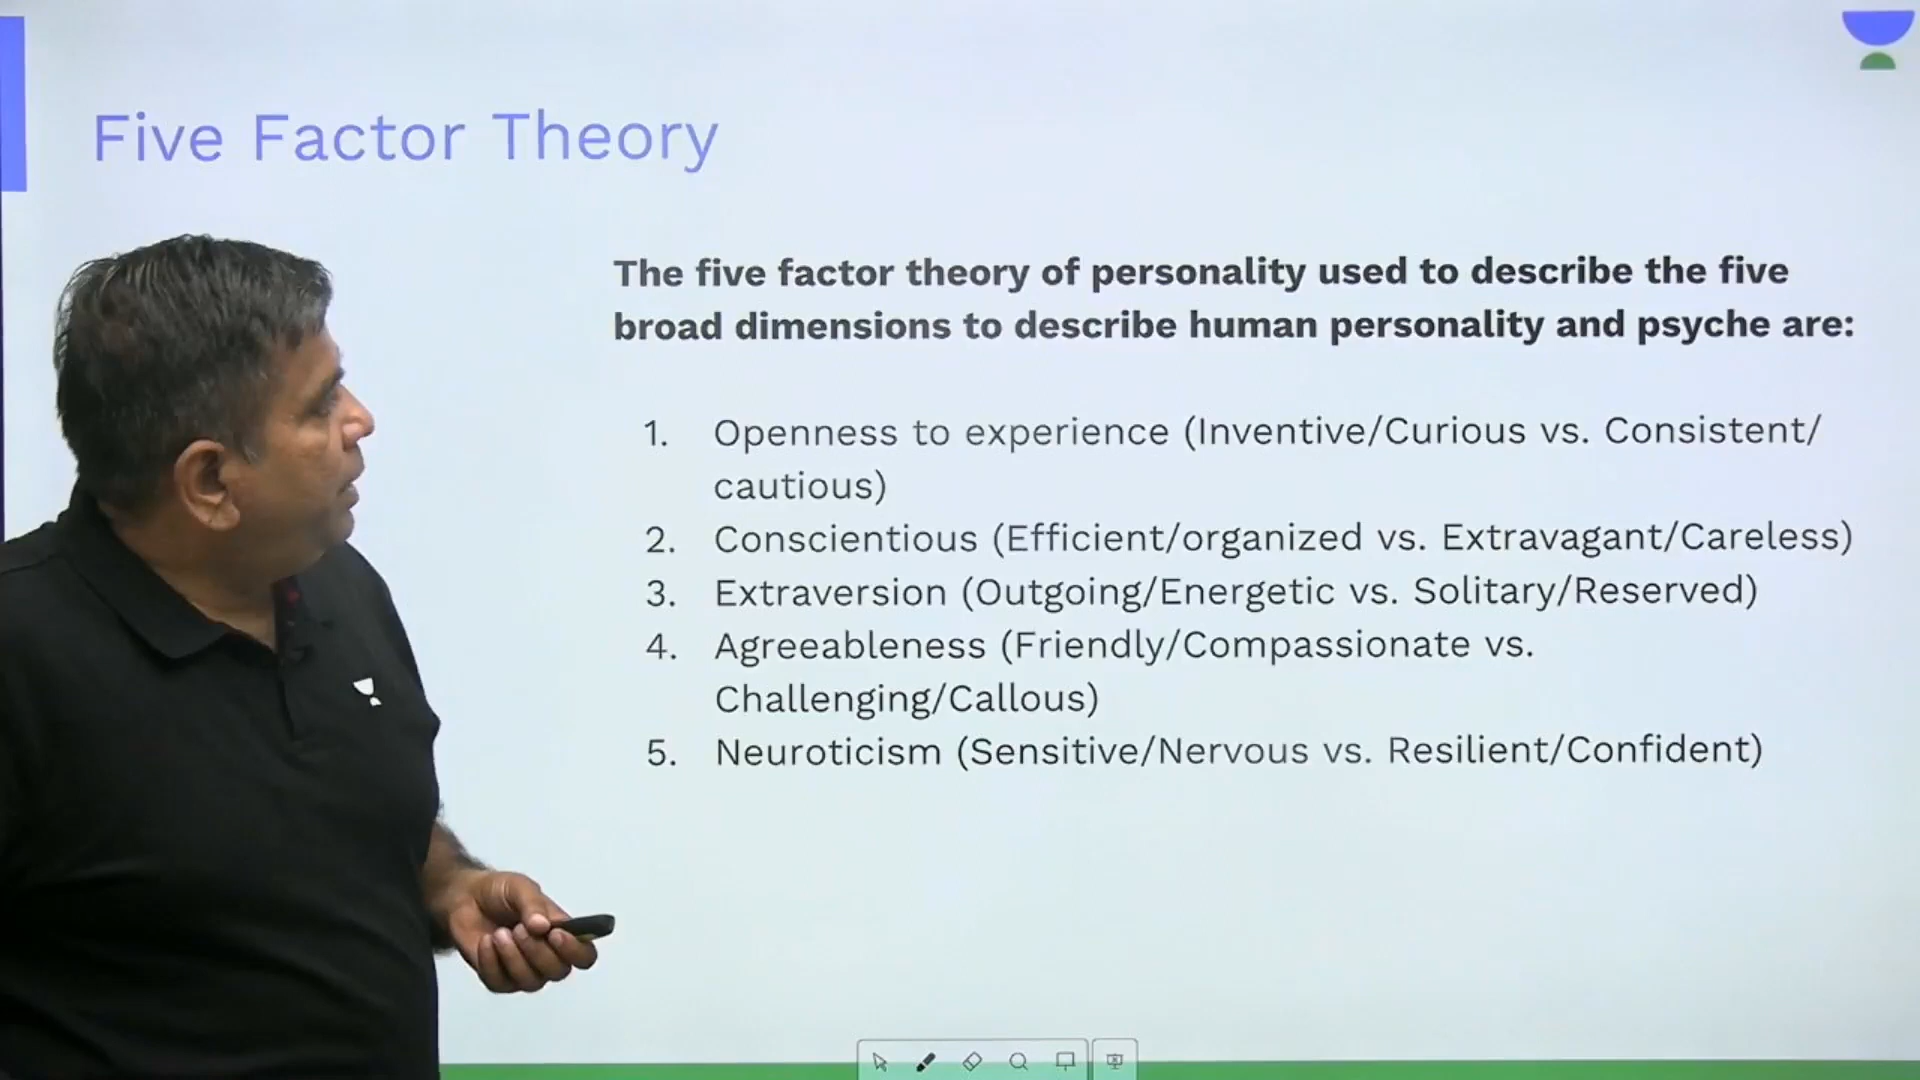 Five Factor Theory
The five factor theory of personality used to describe the five
broad dimensions to describe human personality and psyche are:
1. Openness to experience (Inventive/Curious vs. Consistent/
cautious)
2. Conscientious (Efficient/organized vs. Extravagant/Careless)
3. Extraversion (Outgoing/Energetic vs. Solitary/Reserved)
4. Agreeableness (Friendly/Compassionate vs.
Challenging/Callous)
5. Neuroticism (Sensitive/Nervous vs. Resilient/Confident)